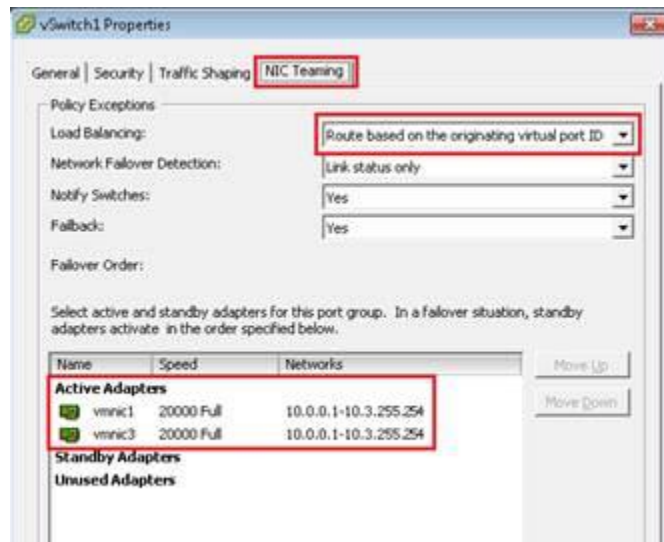 vSwitch1 Properties
General Security Traffic Shaping NIC Teaming
Policy Exceptions
Load Balancing: Route based on the originating virtual port ID
Network Failover Detection: Link status only
Notify Switches: Yes
Failback: Yes
Failover Order:
Select active and standby adapters for this port group. In a failover situation, standby
adapters activate in the order specified below.
Name Speed Networks Move Up
Active Adapters Move Down
vmnic1 20000 Full 10.0.0.1-10.3.255.254
vmnic3 20000 Full 10.0.0.1-10.3.255.254
Standby Adapters
Unused Adapters